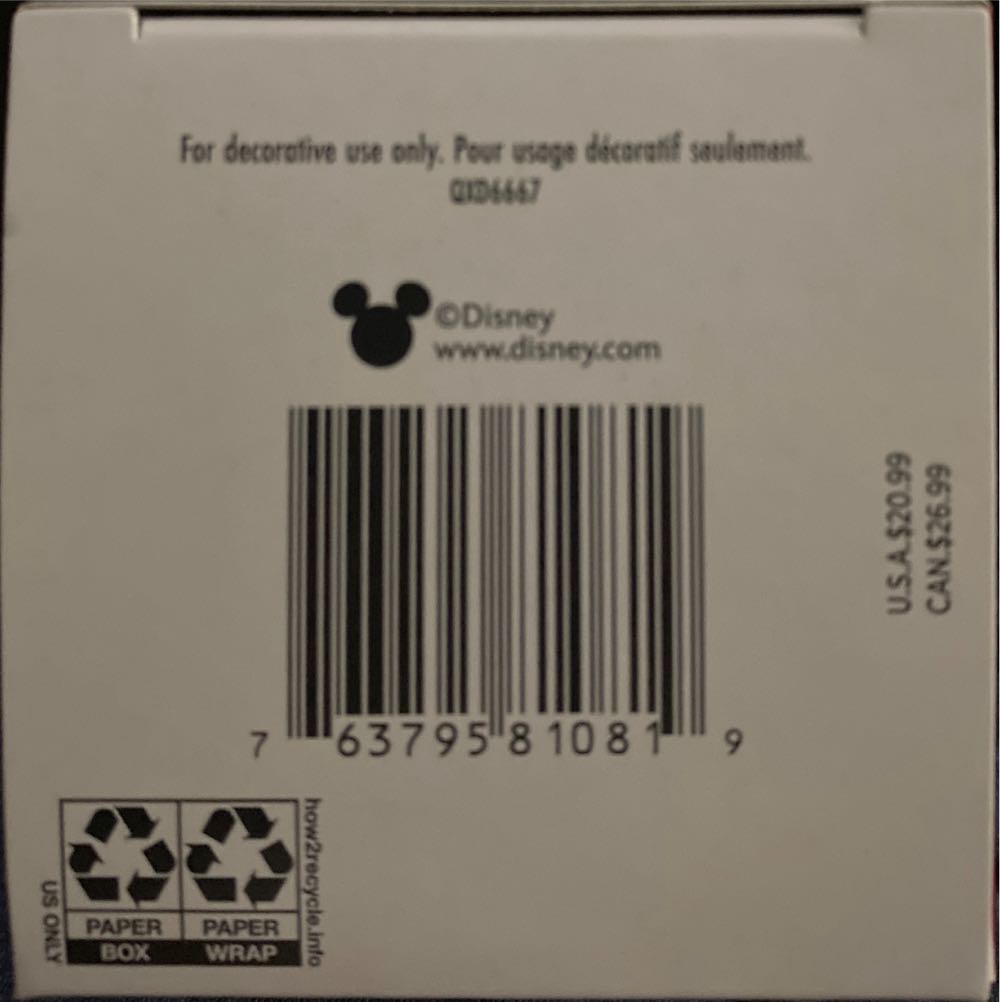 For decorative use only. Pour usage décoratif seulement.
QXD6667
©Disney
www.disney.com
U.S.A.$20.99
CAN.$26.99
7 63795 81081 9
how2recycle.info
US ONLY
PAPER PAPER
BOX WRAP